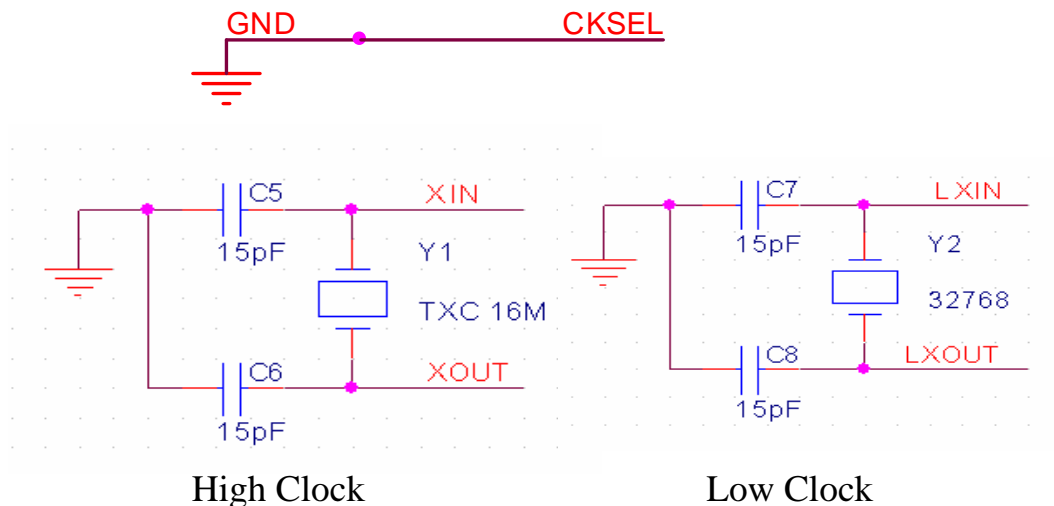 GND CKSEL
C5 XIN
15pF Y1
TXC 16M
C6 XOUT
15pF
High Clock
C7 LXIN
15pF Y2
32768
C8 LXOUT
15pF
Low Clock